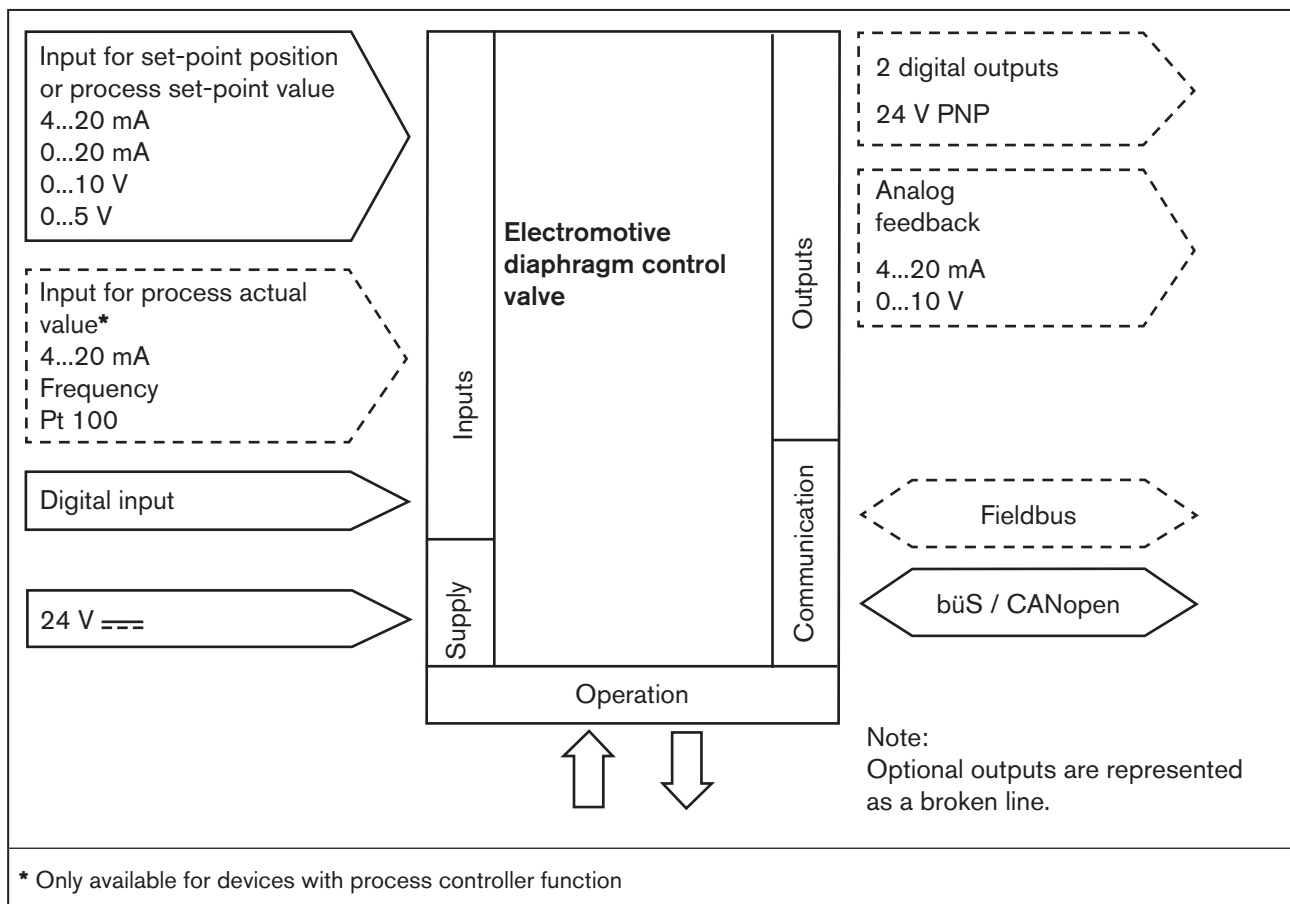 Input for set-point position
or process set-point value
4...20 mA
0...20 mA
0...10 V
0...5 V
Input for process actual
value*
4...20 mA
Frequency
Pt 100
Digital input
24 V
Inputs
Supply
Electromotive
diaphragm control
valve
Outputs
Communication
Operation
2 digital outputs
24 V PNP
Analog
feedback
4...20 mA
0...10 V
Fieldbus
büS / CANopen
Note:
Optional outputs are represented
as a broken line.
* Only available for devices with process controller function